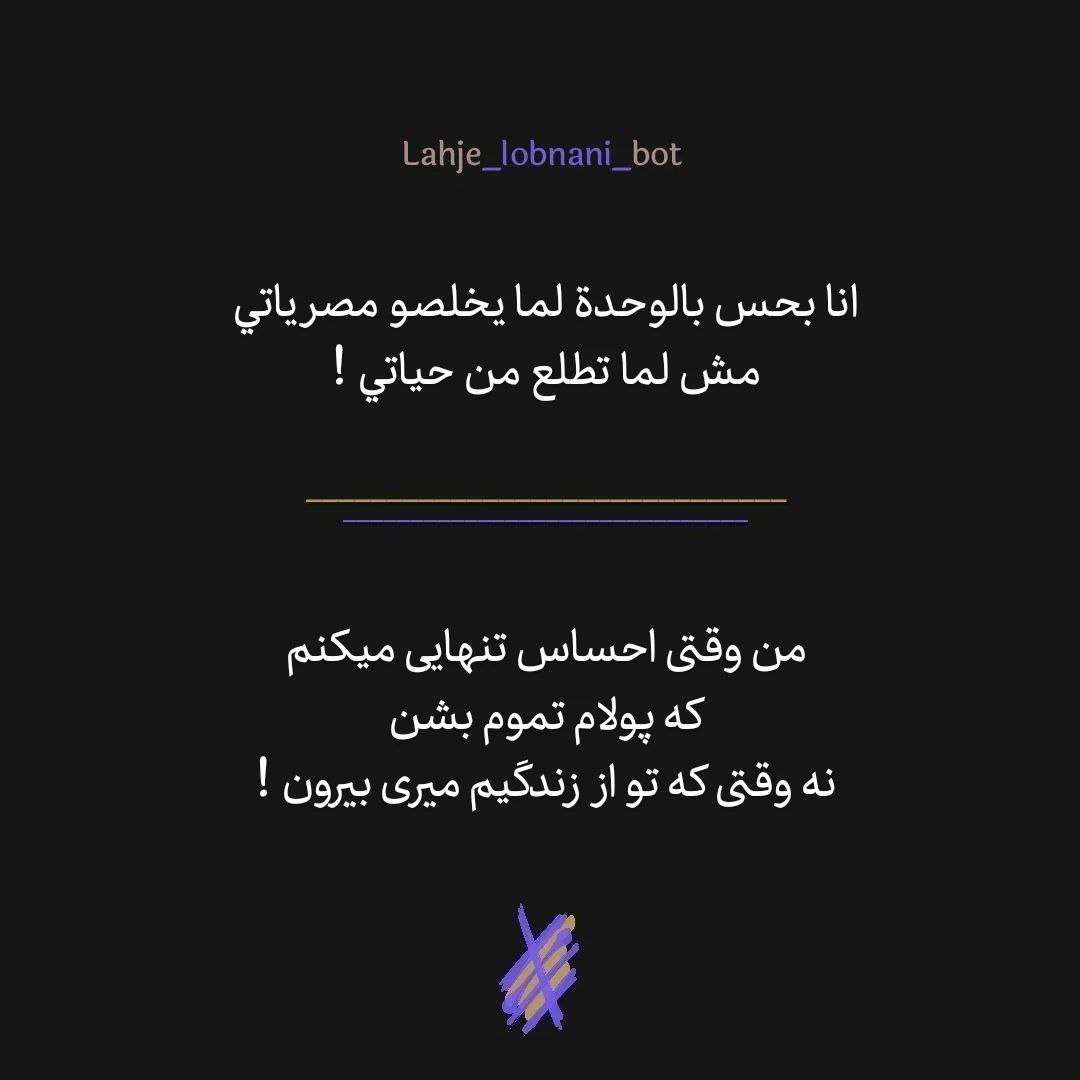 Lahje_lobnani_bot
انا بحس بالوحدة لما يخلصو مصرياتي
مش لما تطلع من حياتي !
من وقتی احساس تنهایی میکنم
که پولام تموم بشن
نه وقتی که تو از زندگیم میری بیرون !